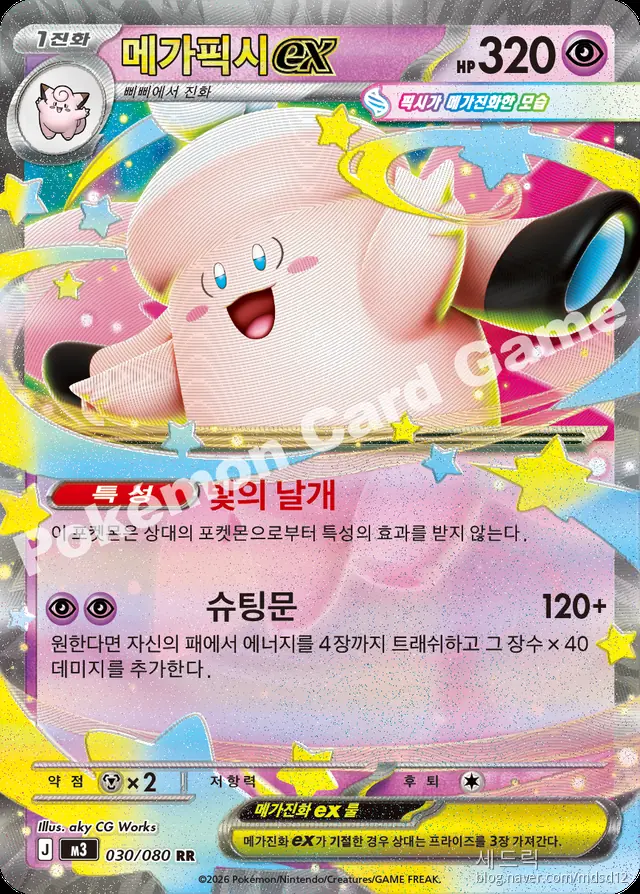 1진화
메가픽시ex
HP 320
삐삐에서 진화
픽시가 메가진화한 모습
Pokémon Card Game
특성 빛의 날개
이 포켓몬은 상대의 포켓몬으로부터 특성의 효과를 받지 않는다.
슈팅문 120+
원한다면 자신의 패에서 에너지를 4장까지 트래쉬하고 그 장수×40
데미지를 추가한다.
약점 ×2 저항력 후퇴
메가진화 ex 룰
메가진화 ex가 기절한 경우 상대는 프라이즈를 3장 가져간다.
Illus. aky CG Works
J M3 030/080 RR
세드릭
blog.naver.com/mdsd12
©2026 Pokémon/Nintendo/Creatures/GAME FREAK.